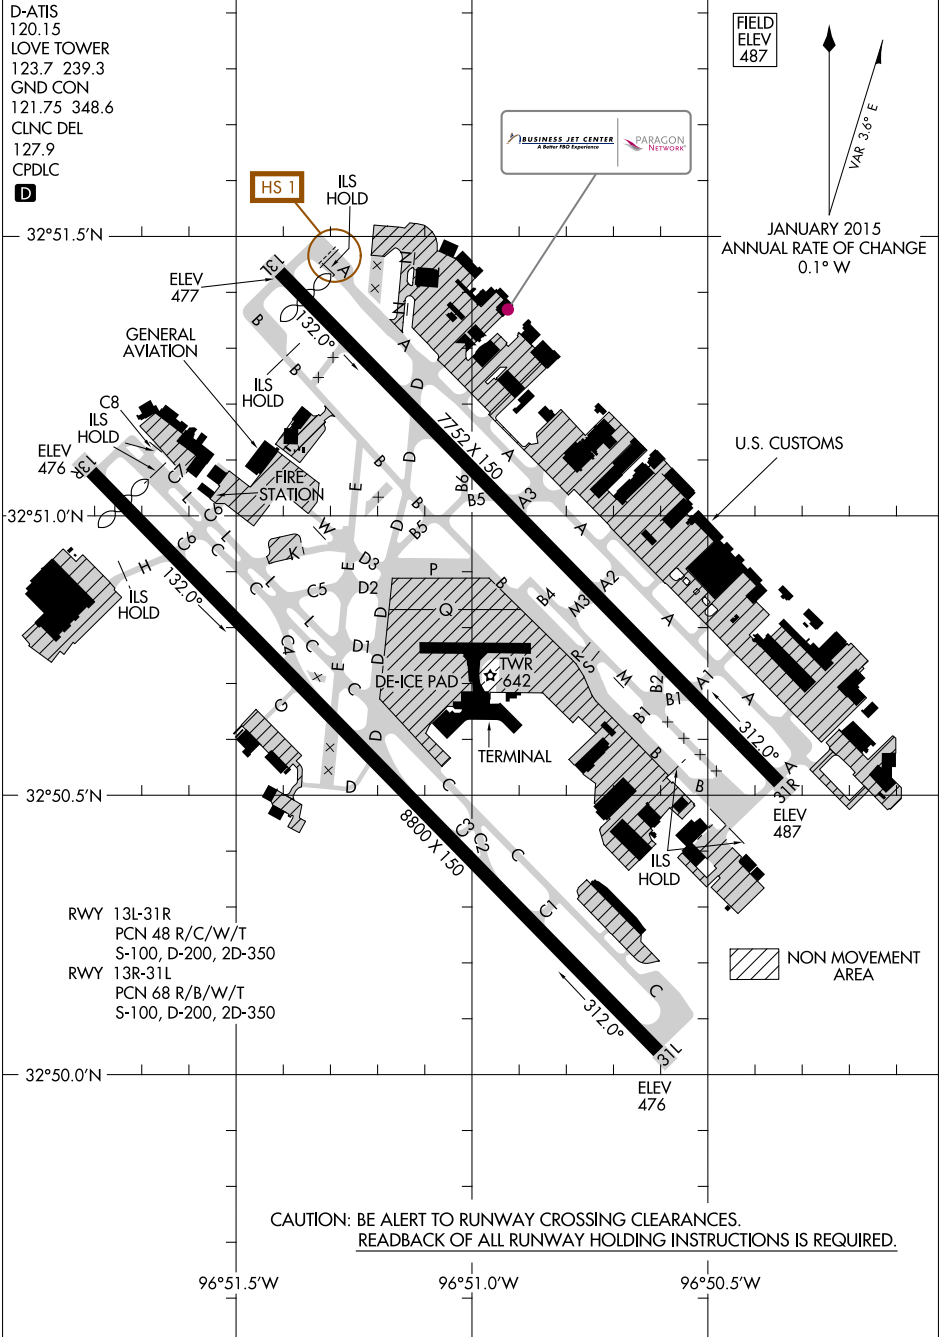 D-ATIS
120.15
LOVE TOWER
123.7 239.3
GND CON
121.75 348.6
CLNC DEL
127.9
CPDLC
D
FIELD
ELEV
487
VAR 3.6° E
JANUARY 2015
ANNUAL RATE OF CHANGE
0.1° W
BUSINESS JET CENTER
A Better FBO Experience
PARAGON
NETWORK
HS 1
ILS
HOLD
32°51.5'N
13L
A
ELEV
477
N
N
B
132.0°
GENERAL
AVIATION
A
B
ILS
HOLD
D
C8
ILS
HOLD
7752 X 150
U.S. CUSTOMS
ELEV
476
13R
A
D
B
C7
FIRE
STATION
L
E
B6
B5
A3
32°51.0'N
C6
W
B
D
B5
A
C6
L
C
K
D3
E
H
132.0°
P
B
A2
ILS
HOLD
L
C
C5
D2
B4
M3
Q
D
A
L
C
C4
D1
R
S
E
D
TWR
642
DE-ICE PAD
C
M
B2
A1
B1
A
G
B1
D
312.0°
TERMINAL
B
A
D
C
B
31R
32°50.5'N
ELEV
487
8800 X 150
C3
C2
C
ILS
HOLD
C1
RWY 13L-31R
PCN 48 R/C/W/T
S-100, D-200, 2D-350
RWY 13R-31L
PCN 68 R/B/W/T
S-100, D-200, 2D-350
NON MOVEMENT
AREA
C
312.0°
31L
32°50.0'N
ELEV
476
CAUTION: BE ALERT TO RUNWAY CROSSING CLEARANCES.
READBACK OF ALL RUNWAY HOLDING INSTRUCTIONS IS REQUIRED.
96°51.5'W
96°51.0'W
96°50.5'W